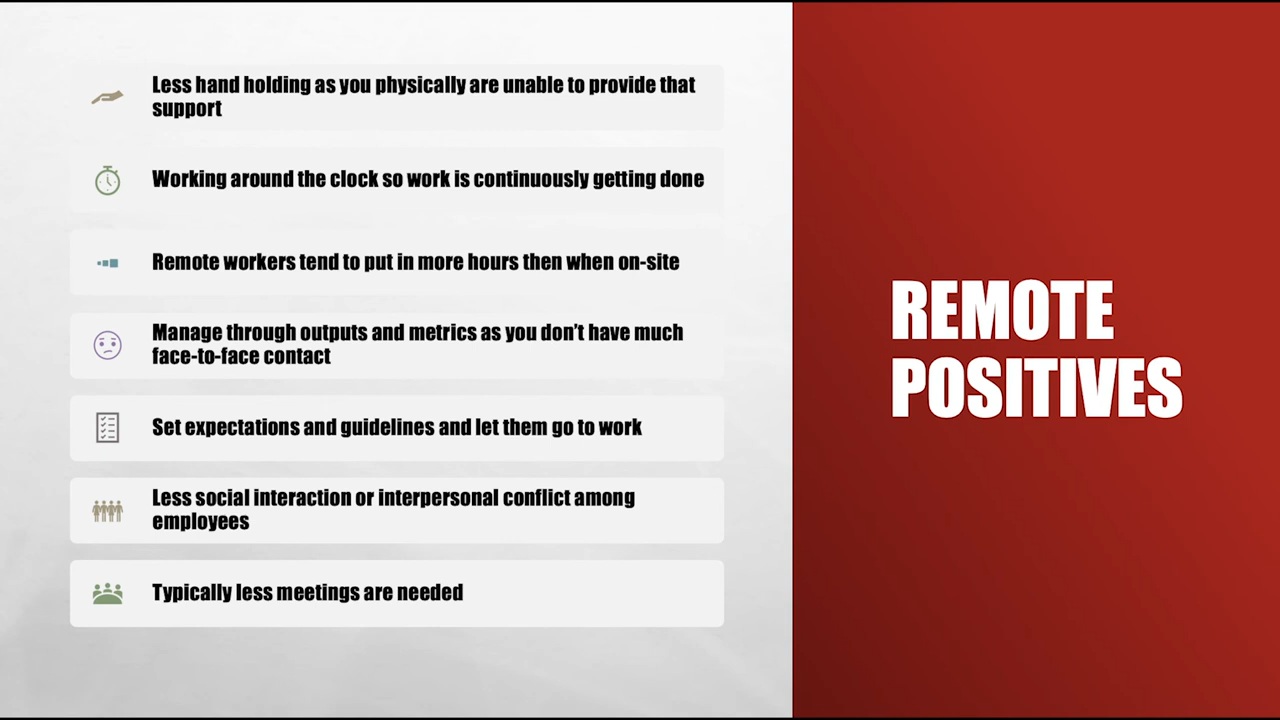 Less hand holding as you physically are unable to provide that
support
Working around the clock so work is continuously getting done
Remote workers tend to put in more hours then when on-site
Manage through outputs and metrics as you don't have much
face-to-face contact
Set expectations and guidelines and let them go to work
Less social interaction or interpersonal conflict among
employees
Typically less meetings are needed
REMOTE
POSITIVES